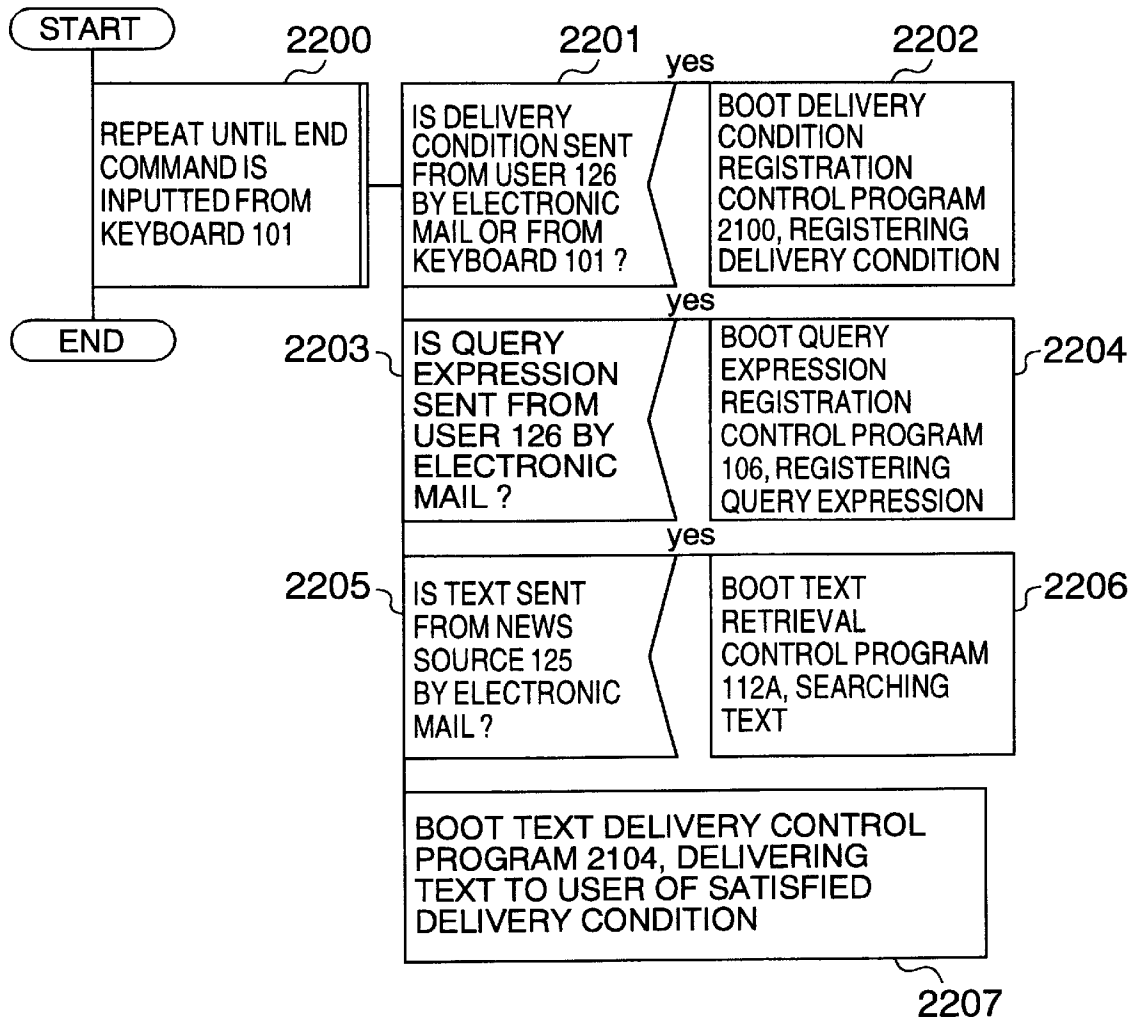 START
2200
2201
yes
2202
REPEAT UNTIL END
COMMAND IS
INPUTTED FROM
KEYBOARD 101
IS DELIVERY
CONDITION SENT
FROM USER 126
BY ELECTRONIC
MAIL OR FROM
KEYBOARD 101 ?
BOOT DELIVERY
CONDITION
REGISTRATION
CONTROL PROGRAM
2100, REGISTERING
DELIVERY CONDITION
END
yes
2203
IS QUERY
EXPRESSION
SENT FROM
USER 126 BY
ELECTRONIC
MAIL ?
BOOT QUERY
EXPRESSION
REGISTRATION
CONTROL PROGRAM
106, REGISTERING
QUERY EXPRESSION
2204
yes
2205
IS TEXT SENT
FROM NEWS
SOURCE 125
BY ELECTRONIC
MAIL ?
BOOT TEXT
RETRIEVAL
CONTROL PROGRAM
112A, SEARCHING
TEXT
2206
BOOT TEXT DELIVERY CONTROL
PROGRAM 2104, DELIVERING
TEXT TO USER OF SATISFIED
DELIVERY CONDITION
2207